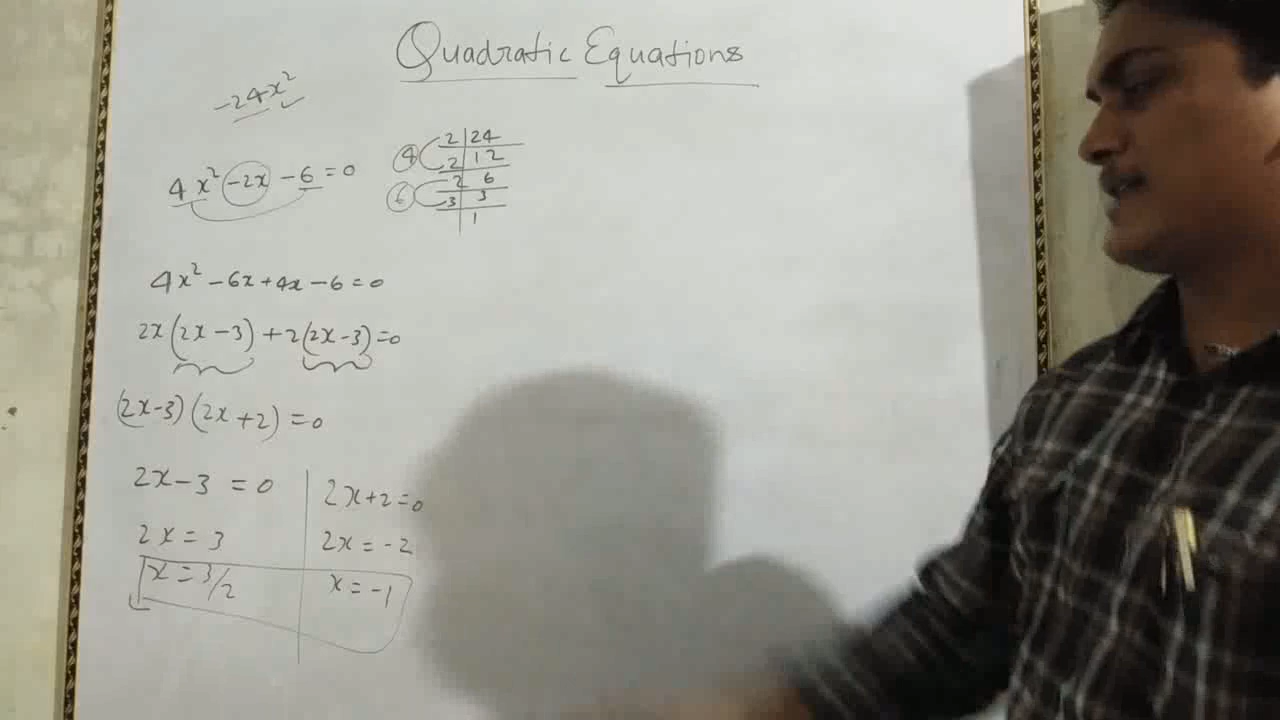 Quadratic Equations
-24x²
4x² -2x -6 = 0
4x² -6x+4x-6=0
2x(2x-3)+2(2x-3)=0
(2x-3)(2x+2)=0
2x-3 = 0
2x = 3
x = 3/2
2x+2=0
2x = -2
x = -1
4
6
2 | 24
2 | 12
2 | 6
3 | 3
| 1